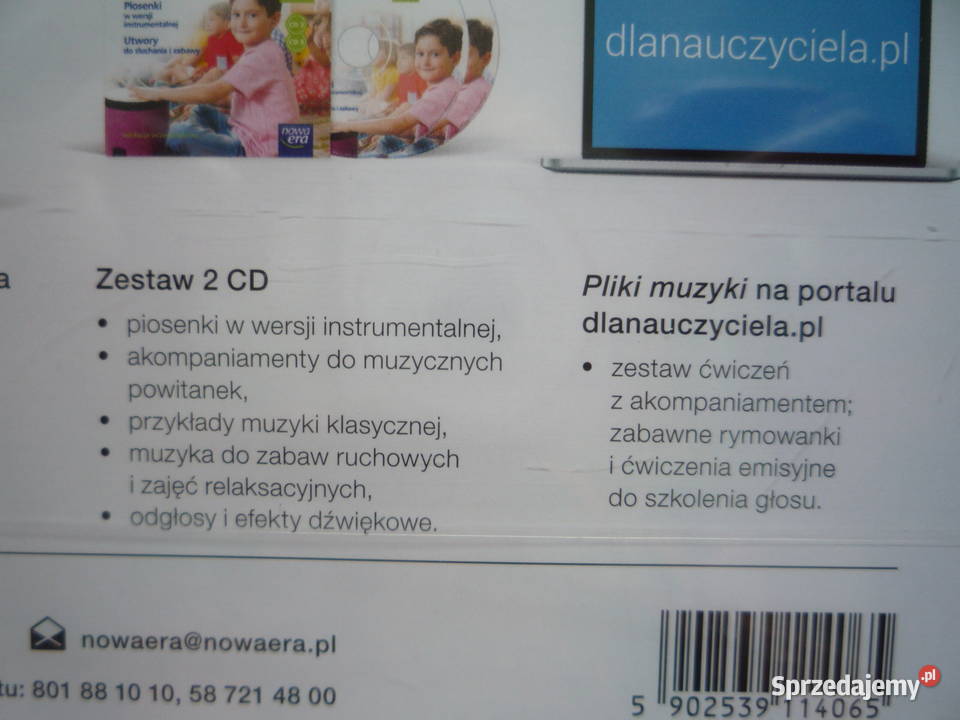 Piosenki
w wersji
instrumentalnej
Utwory
do słuchania i zabawy
nowa
era
dlanauczyciela.pl
a
Zestaw 2 CD
• piosenki w wersji instrumentalnej,
• akompaniamenty do muzycznych
powitanek,
• przykłady muzyki klasycznej,
• muzyka do zabaw ruchowych
i zajęć relaksacyjnych,
• odgłosy i efekty dźwiękowe.
Pliki muzyki na portalu
dlanauczyciela.pl
• zestaw ćwiczeń
z akompaniamentem;
zabawne rymowanki
i ćwiczenia emisyjne
do szkolenia głosu.
nowaera@nowaera.pl
tu: 801 88 10 10, 58 721 48 00
5 902539 114065
Sprzedajemy.pl